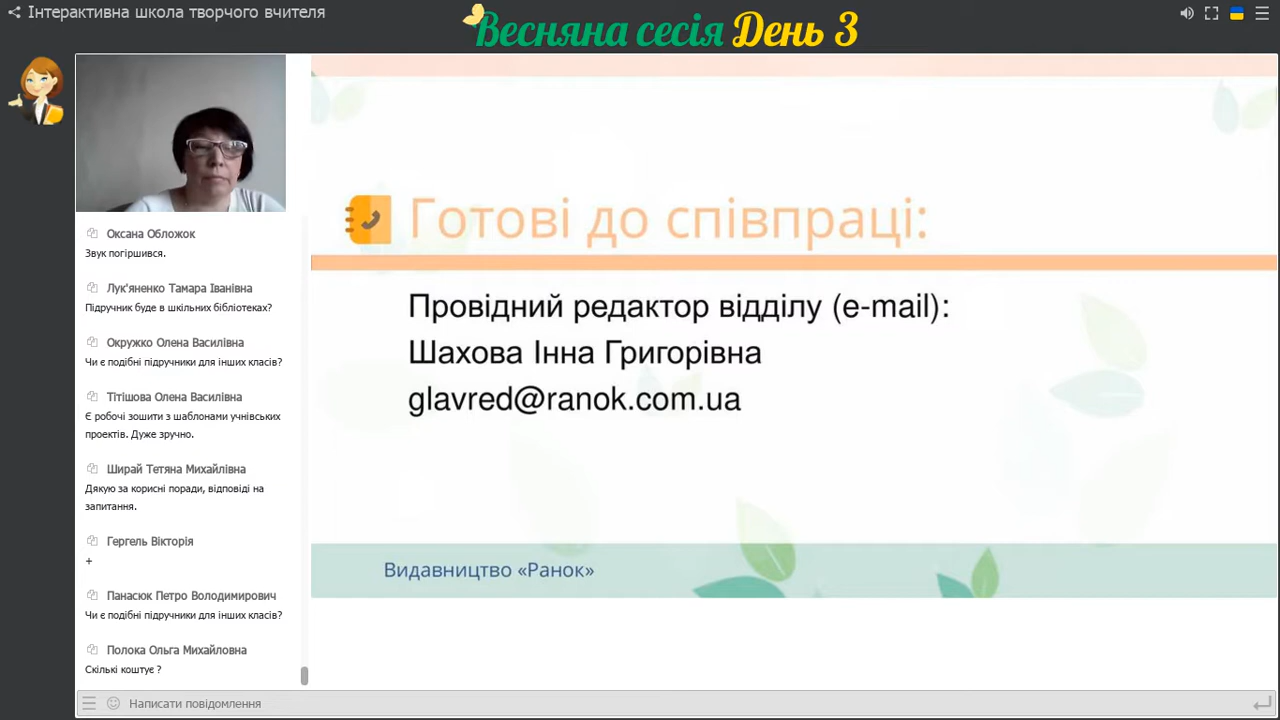 Інтерактивна школа творчого вчителя
Весняна сесія День 3
Оксана Обложок
Звук погіршився.
Лук'яненко Тамара Іванівна
Підручник буде в шкільних бібліотеках?
Окружко Олена Василівна
Чи є подібні підручники для інших класів?
Тітішова Олена Василівна
Є робочі зошити з шаблонами учнівських
проектів. Дуже зручно.
Ширай Тетяна Михайлівна
Дякую за корисні поради, відповіді на
запитання.
Гергель Вікторія
+
Панасюк Петро Володимирович
Чи є подібні підручники для інших класів?
Полока Ольга Михайловна
Скількі коштує ?
Написати повідомлення
Готові до співпраці:
Провідний редактор відділу (e-mail):
Шахова Інна Григорівна
glavred@ranok.com.ua
Видавництво «Ранок»